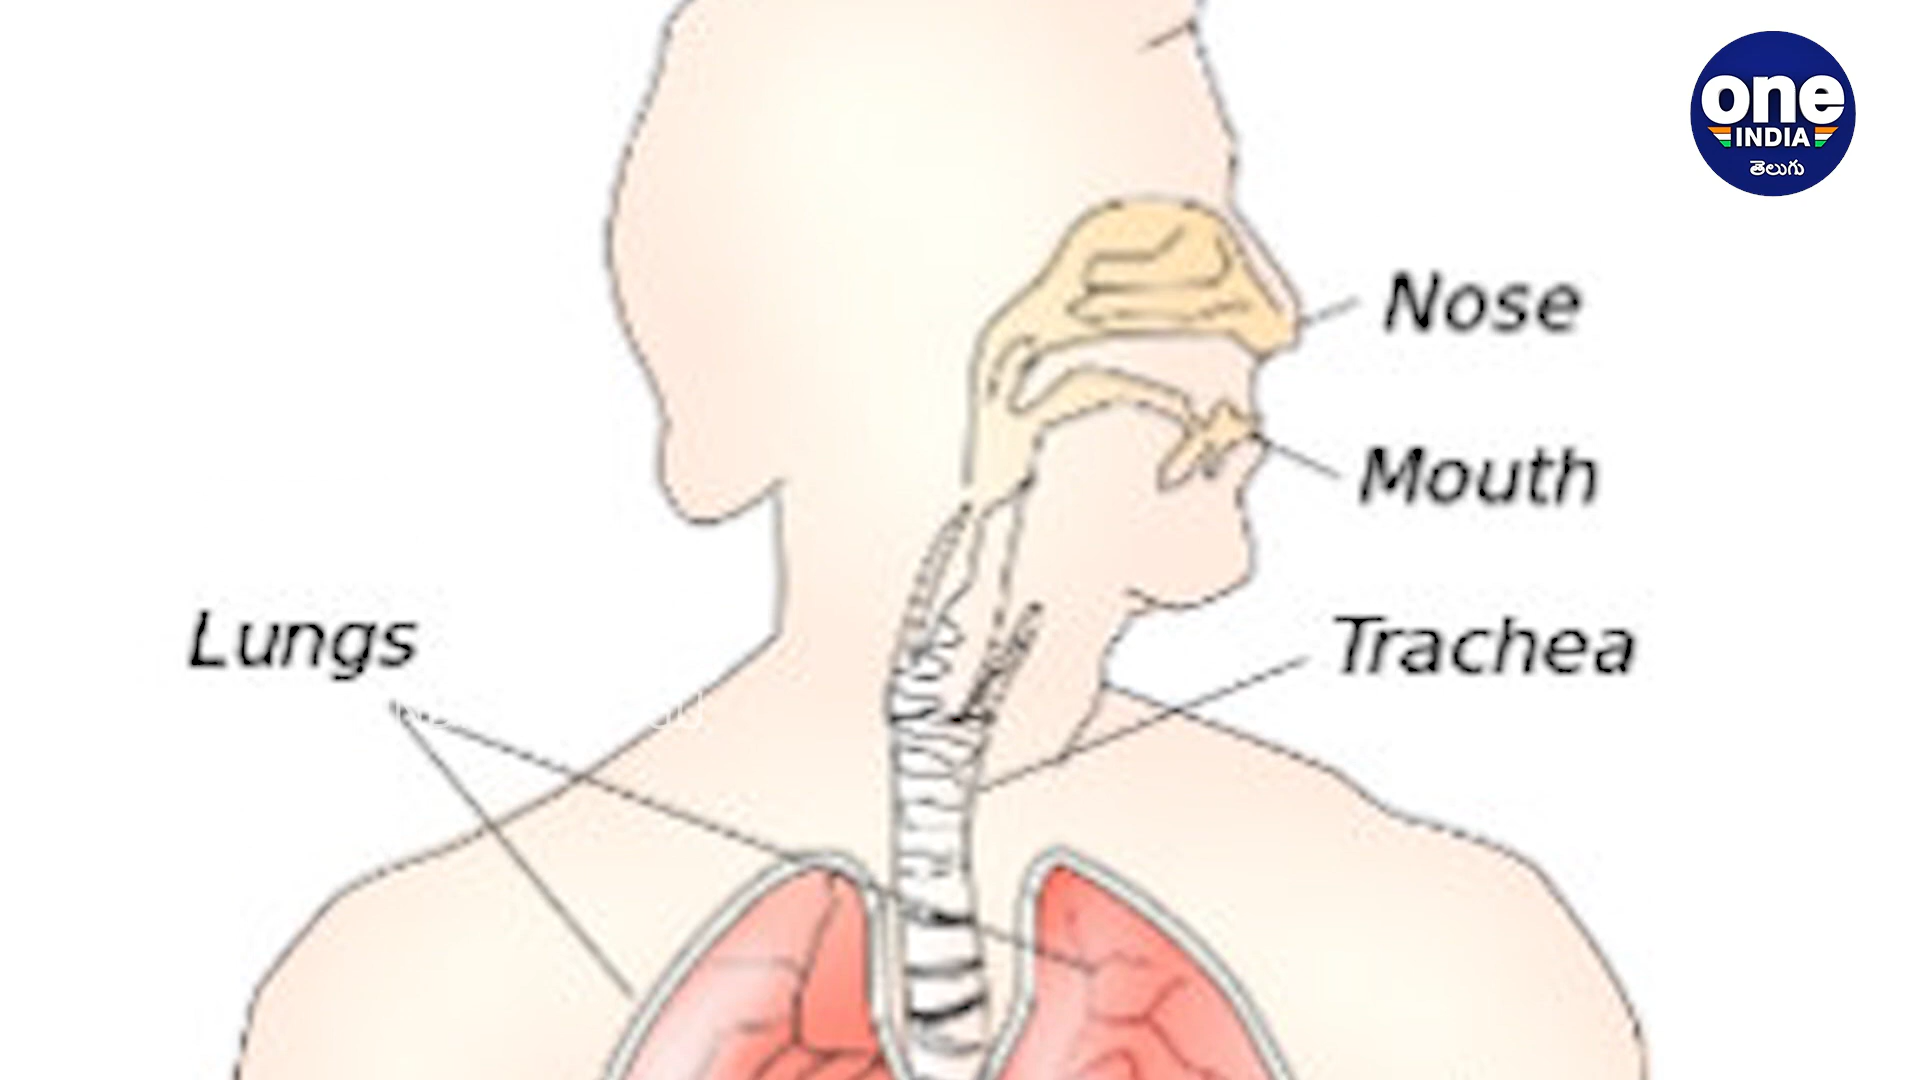 one
INDIA
తెలుగు
Nose
Mouth
Lungs
Trachea